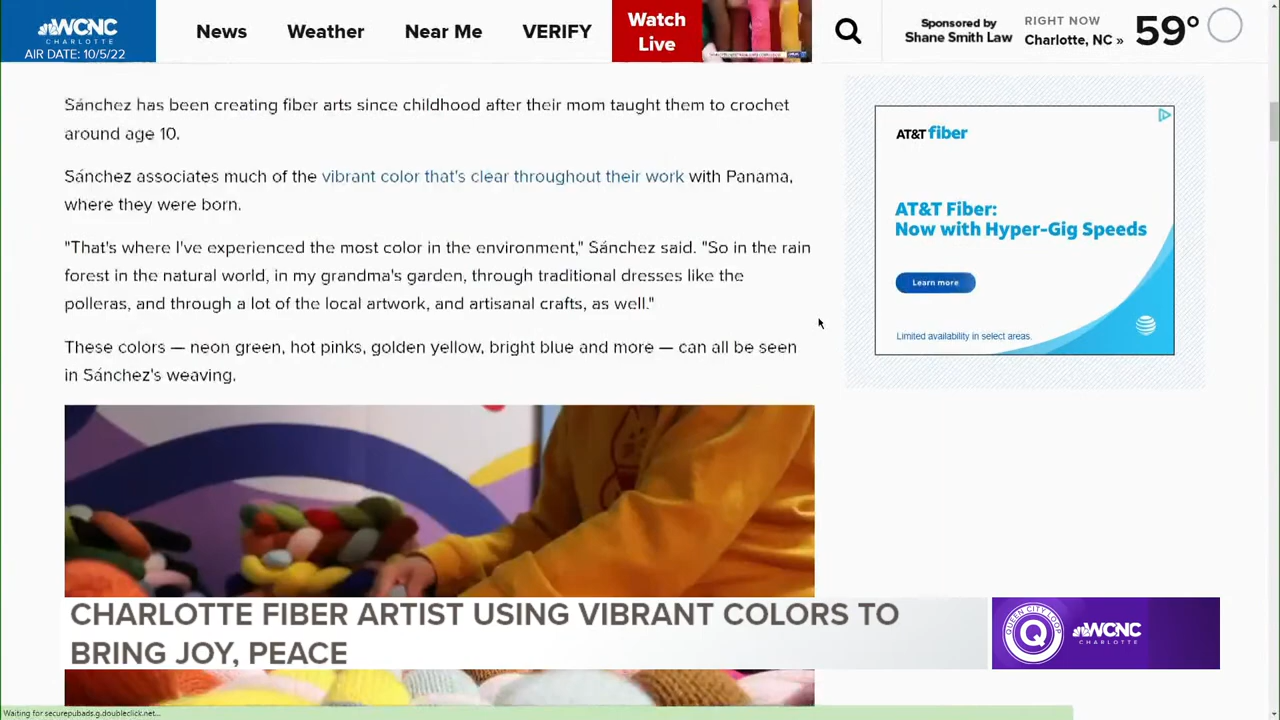 WCNC
CHARLOTTE
AIR DATE: 10/5/22
News
Weather
Near Me
VERIFY
Watch
Live
Sponsored by
Shane Smith Law
RIGHT NOW
Charlotte, NC »
59°
Sánchez has been creating fiber arts since childhood after their mom taught them to crochet
around age 10.
Sánchez associates much of the vibrant color that's clear throughout their work with Panama,
where they were born.
"That's where I've experienced the most color in the environment," Sánchez said. "So in the rain
forest in the natural world, in my grandma's garden, through traditional dresses like the
polleras, and through a lot of the local artwork, and artisanal crafts, as well."
These colors — neon green, hot pinks, golden yellow, bright blue and more — can all be seen
in Sánchez's weaving.
AT&T fiber
AT&T Fiber:
Now with Hyper-Gig Speeds
Learn more
Limited availability in select areas.
CHARLOTTE FIBER ARTIST USING VIBRANT COLORS TO
BRING JOY, PEACE
QUEEN CITY LOOP
Q
WCNC
CHARLOTTE
Waiting for securepubads.g.doubleclick.net...